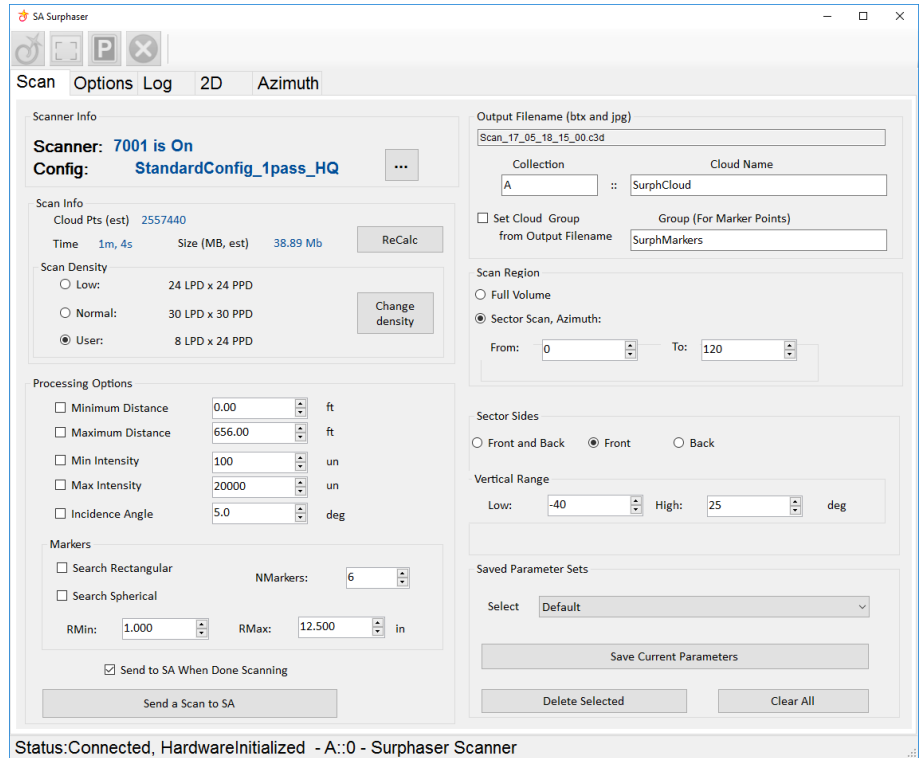 SA Surphaser
P
Scan Options Log 2D Azimuth
Scanner Info
Scanner: 7001 is On
Config: StandardConfig_1pass_HQ
...
Scan Info
Cloud Pts (est) 2557440
Time 1m, 4s Size (MB, est) 38.89 Mb
ReCalc
Scan Density
Low: 24 LPD x 24 PPD
Normal: 30 LPD x 30 PPD
User: 8 LPD x 24 PPD
Change
density
Processing Options
Minimum Distance 0.00 ft
Maximum Distance 656.00 ft
Min Intensity 100 un
Max Intensity 20000 un
Incidence Angle 5.0 deg
Markers
Search Rectangular
Search Spherical
NMarkers: 6
RMin: 1.000 RMax: 12.500 in
Send to SA When Done Scanning
Send a Scan to SA
Output Filename (btx and jpg)
Scan_17_05_18_15_00.c3d
Collection Cloud Name
A :: SurphCloud
Set Cloud Group
from Output Filename
Group (For Marker Points)
SurphMarkers
Scan Region
Full Volume
Sector Scan, Azimuth:
From: 0 To: 120
Sector Sides
Front and Back Front Back
Vertical Range
Low: -40 High: 25 deg
Saved Parameter Sets
Select Default
Save Current Parameters
Delete Selected Clear All
Status:Connected, HardwareInitialized - A::0 - Surphaser Scanner